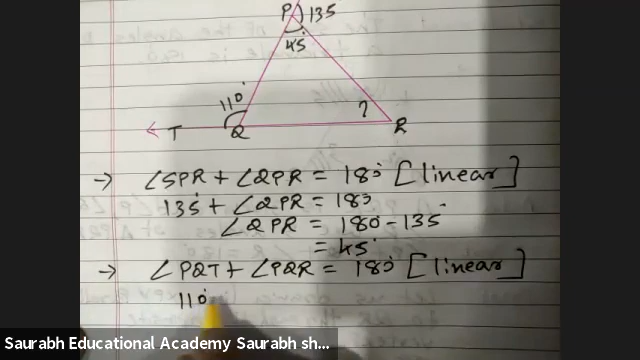 P 135
45°
110°
?
T Q R
→ ∠SPR + ∠QPR = 180° [linear]
135 + ∠QPR = 180
∠QPR = 180 - 135°
= 45°
→ ∠PQT + ∠PQR = 180° [linear]
110
Saurabh Educational Academy Saurabh sh...